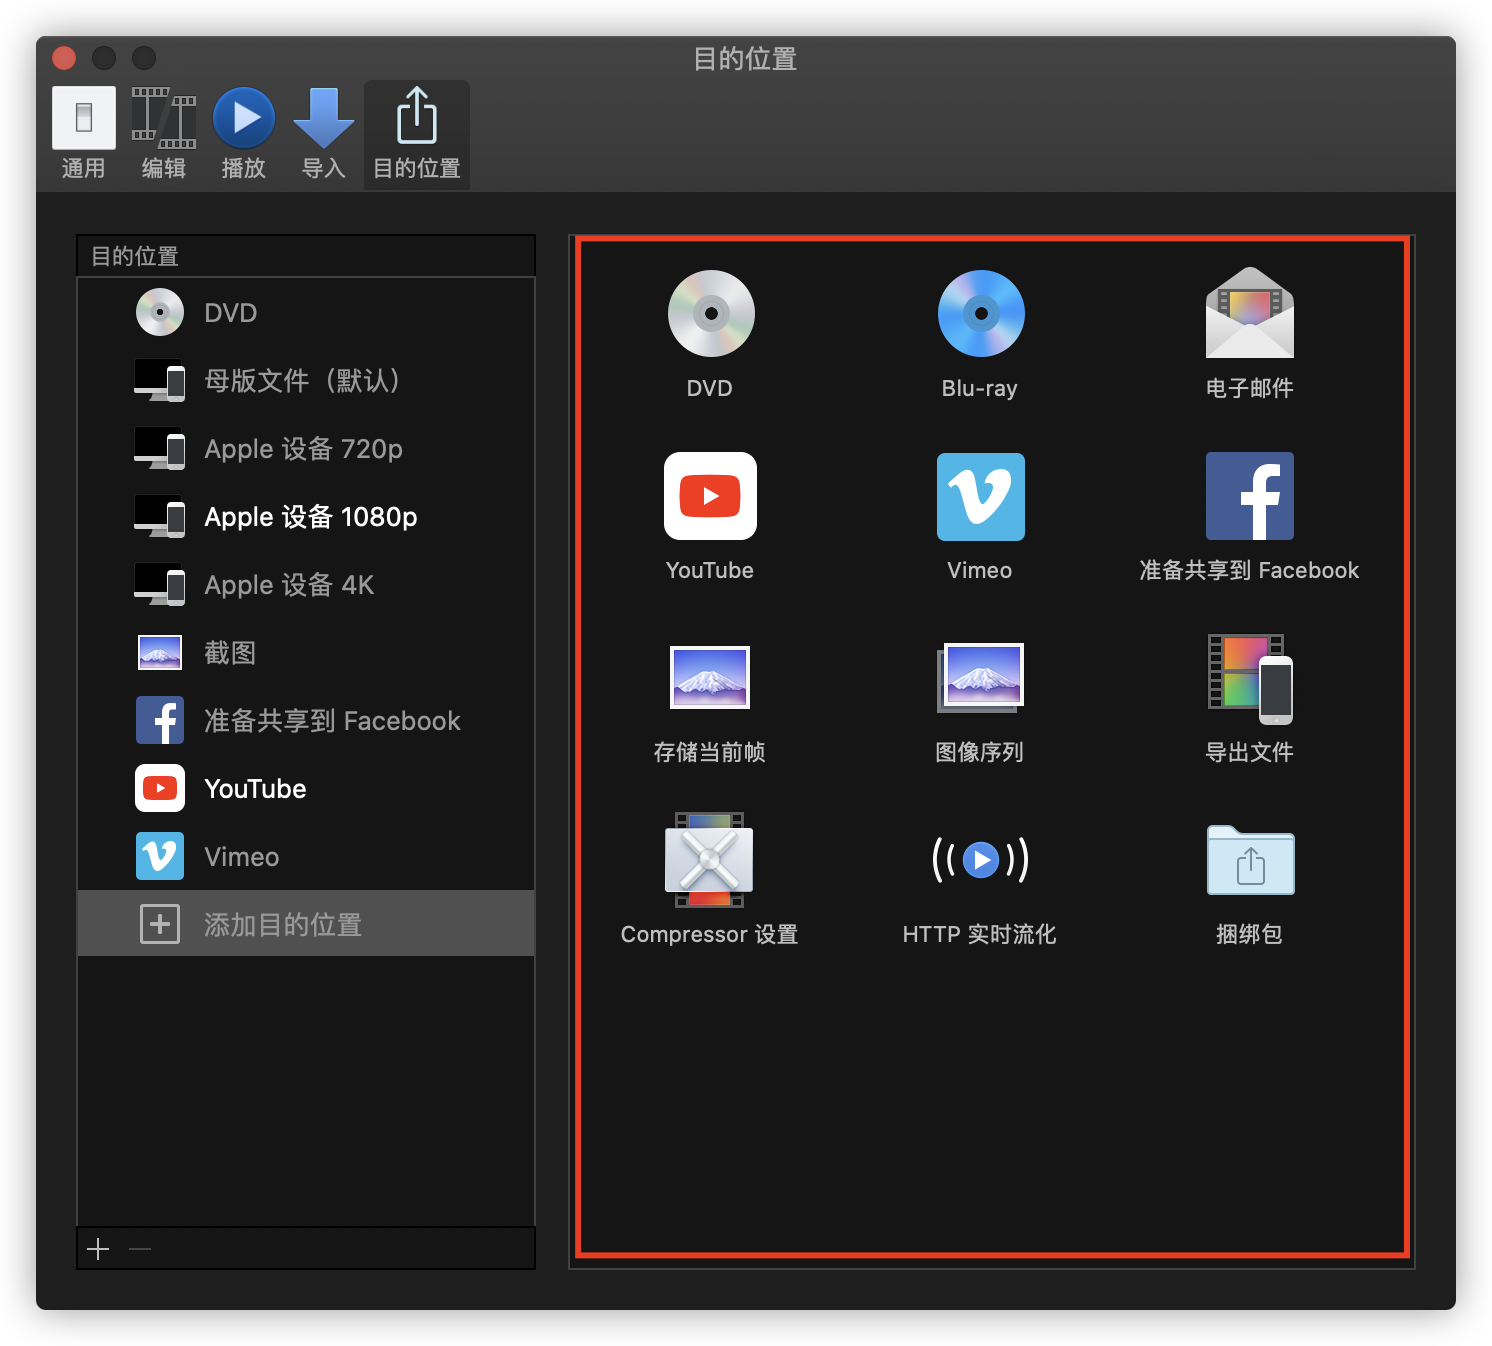 目的位置
通用
编辑
播放
导入
目的位置
目的位置
DVD
母版文件（默认）
Apple 设备 720p
Apple 设备 1080p
Apple 设备 4K
截图
准备共享到 Facebook
YouTube
Vimeo
添加目的位置
DVD
Blu-ray
电子邮件
YouTube
Vimeo
准备共享到 Facebook
存储当前帧
图像序列
导出文件
Compressor 设置
HTTP 实时流化
捆绑包